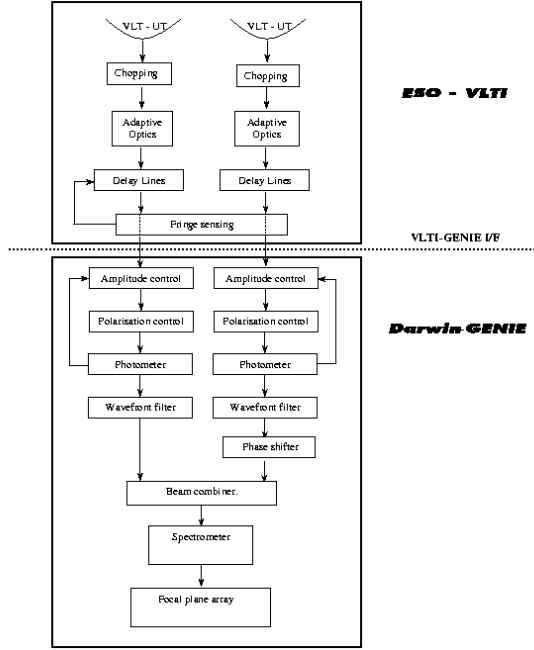 VLT - UT VLT - UT
Chopping Chopping
ESO - VLTI
Adaptive Adaptive
Optics Optics
Delay Lines Delay Lines
Fringe sensing
VLTI-GENIE I/F
Amplitude control Amplitude control
Polarisation control Polarisation control
Darwin-GENIE
Photometer Photometer
Wavefront filter Wavefront filter
Phase shifter
Beam combiner.
Spectrometer
Focal plane array